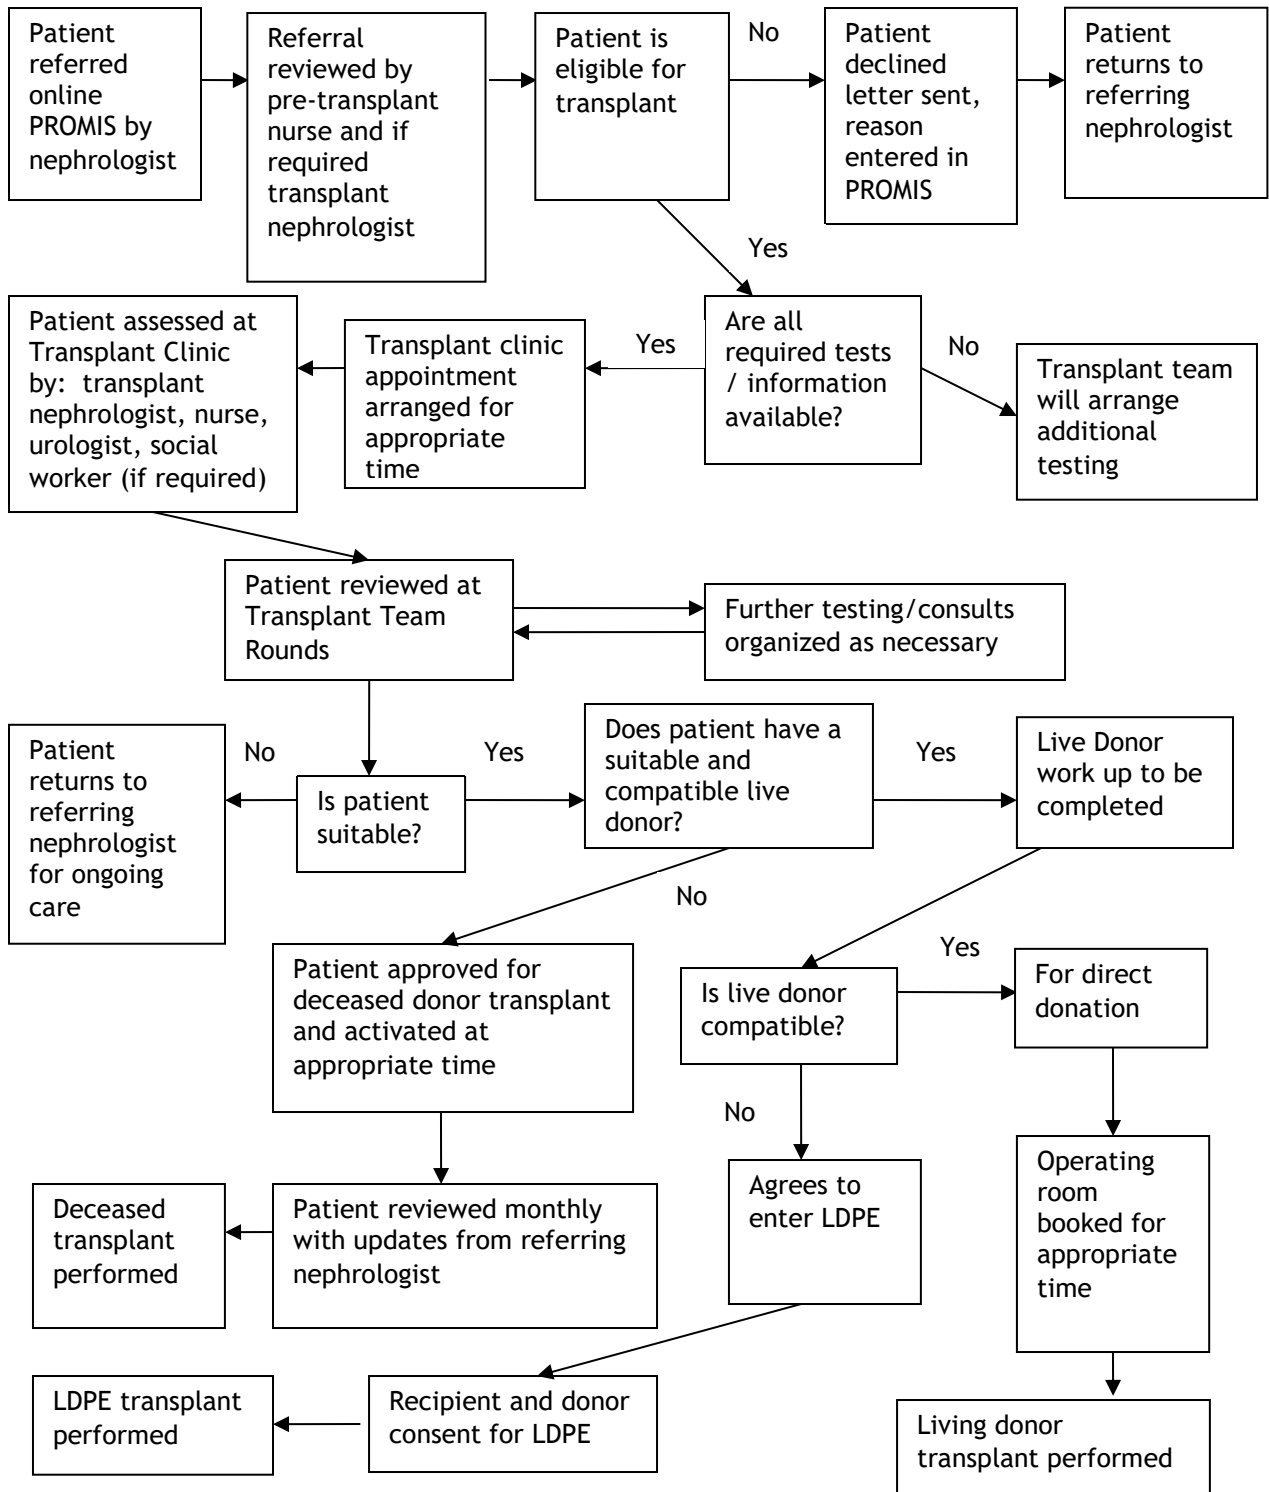 Patient
referred
online
PROMIS by
nephrologist
Referral
reviewed by
pre-transplant
nurse and if
required
transplant
nephrologist
Patient is
eligible for
transplant
No
Patient
declined
letter sent,
reason
entered in
PROMIS
Patient
returns to
referring
nephrologist
Yes
Patient assessed at
Transplant Clinic
by: transplant
nephrologist, nurse,
urologist, social
worker (if required)
Transplant clinic
appointment
arranged for
appropriate
time
Yes
Are all
required tests
/ information
available?
No
Transplant team
will arrange
additional
testing
Patient reviewed at
Transplant Team
Rounds
Further testing/consults
organized as necessary
Patient
returns to
referring
nephrologist
for ongoing
care
No
Is patient
suitable?
Yes
Does patient have a
suitable and
compatible live
donor?
Yes
Live Donor
work up to be
completed
No
Patient approved for
deceased donor transplant
and activated at
appropriate time
Is live donor
compatible?
Yes
For direct
donation
No
Deceased
transplant
performed
Patient reviewed monthly
with updates from referring
nephrologist
Agrees to
enter LDPE
Operating
room
booked for
appropriate
time
LDPE transplant
performed
Recipient and donor
consent for LDPE
Living donor
transplant performed